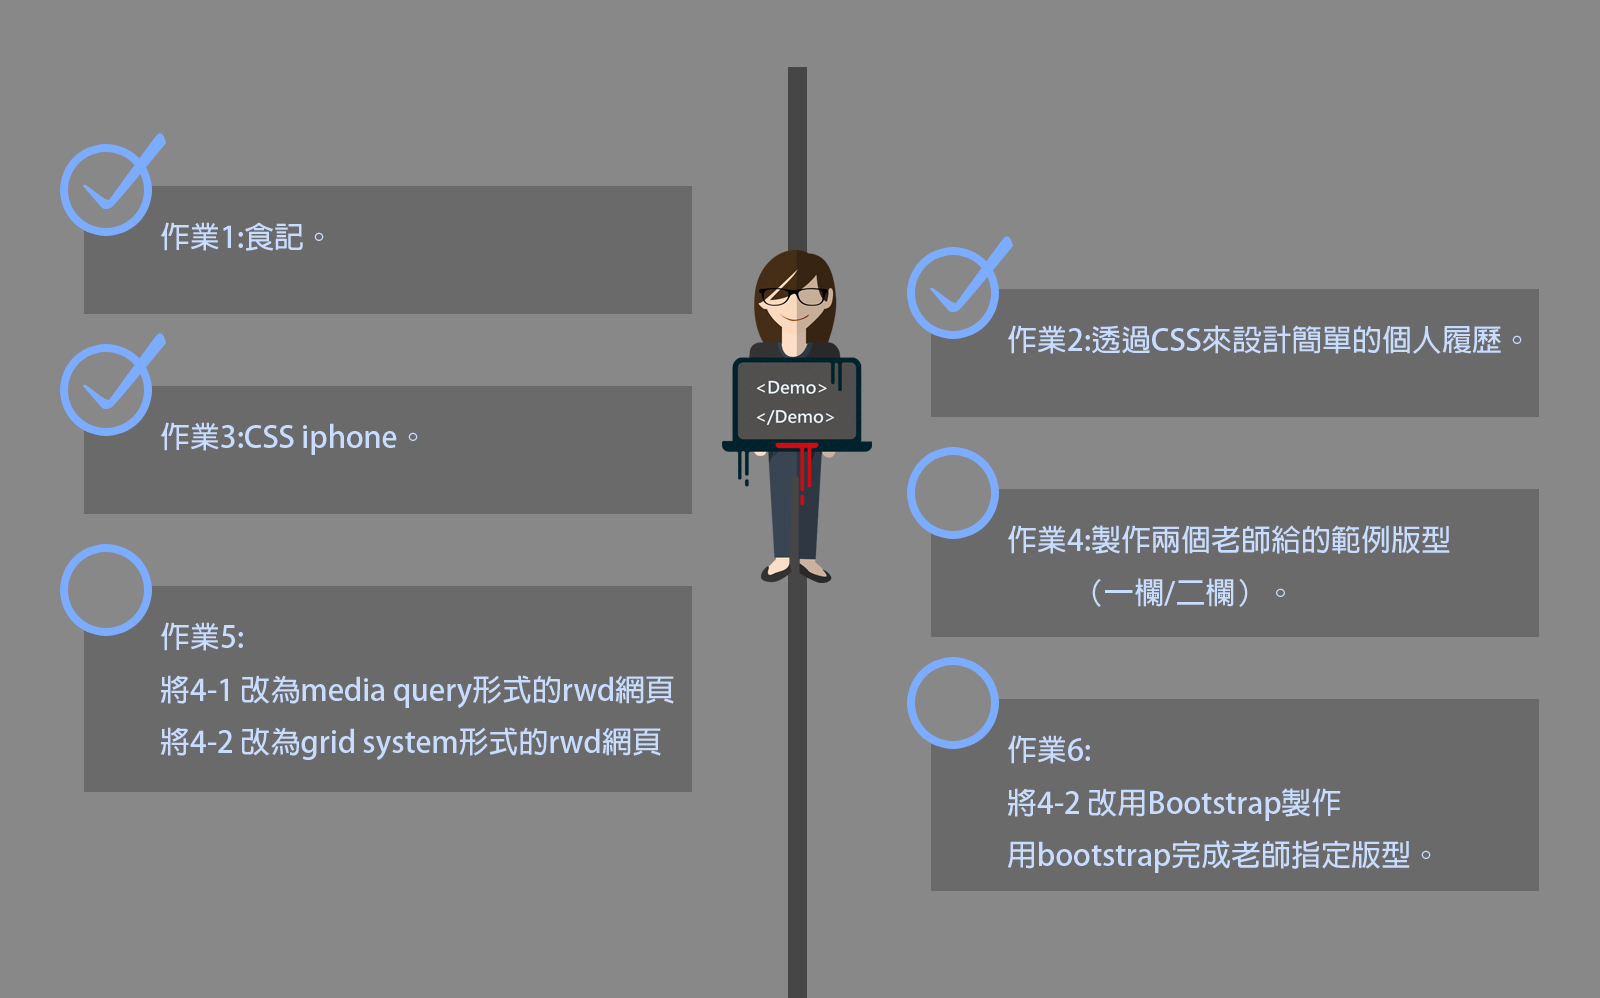 作業1:食記。
作業2:透過CSS來設計簡單的個人履歷。
<Demo>
</Demo>
作業3:CSS iphone。
作業4:製作兩個老師給的範例版型
（一欄/二欄）。
作業5:
將4-1 改為media query形式的rwd網頁
將4-2 改為grid system形式的rwd網頁
作業6:
將4-2 改用Bootstrap製作
用bootstrap完成老師指定版型。